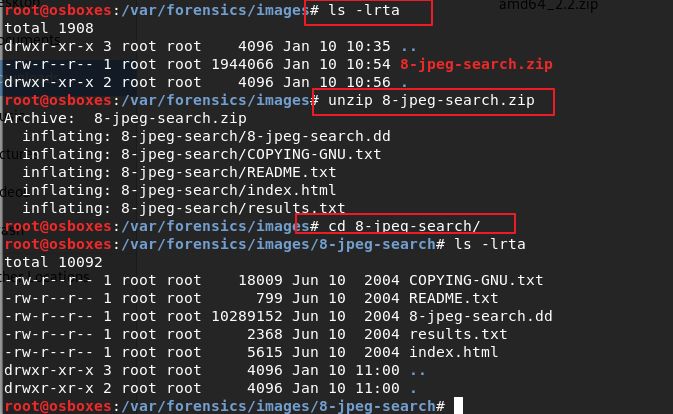 root@osboxes:/var/forensics/images# ls -lrta
amd64_2.2.zip
total 1908
drwxr-xr-x 3 root root    4096 Jan 10 10:35 ..
-rw-r--r-- 1 root root 1944066 Jan 10 10:54 8-jpeg-search.zip
drwxr-xr-x 2 root root    4096 Jan 10 10:56 .
root@osboxes:/var/forensics/images# unzip 8-jpeg-search.zip
Archive:  8-jpeg-search.zip
  inflating: 8-jpeg-search/8-jpeg-search.dd
  inflating: 8-jpeg-search/COPYING-GNU.txt
  inflating: 8-jpeg-search/README.txt
  inflating: 8-jpeg-search/index.html
  inflating: 8-jpeg-search/results.txt
root@osboxes:/var/forensics/images# cd 8-jpeg-search/
root@osboxes:/var/forensics/images/8-jpeg-search# ls -lrta
total 10092
-rw-r--r-- 1 root root    18009 Jun 10  2004 COPYING-GNU.txt
-rw-r--r-- 1 root root      799 Jun 10  2004 README.txt
-rw-r--r-- 1 root root 10289152 Jun 10  2004 8-jpeg-search.dd
-rw-r--r-- 1 root root     2368 Jun 10  2004 results.txt
-rw-r--r-- 1 root root     5615 Jun 10  2004 index.html
drwxr-xr-x 3 root root     4096 Jan 10 11:00 ..
drwxr-xr-x 2 root root     4096 Jan 10 11:00 .
root@osboxes:/var/forensics/images/8-jpeg-search#